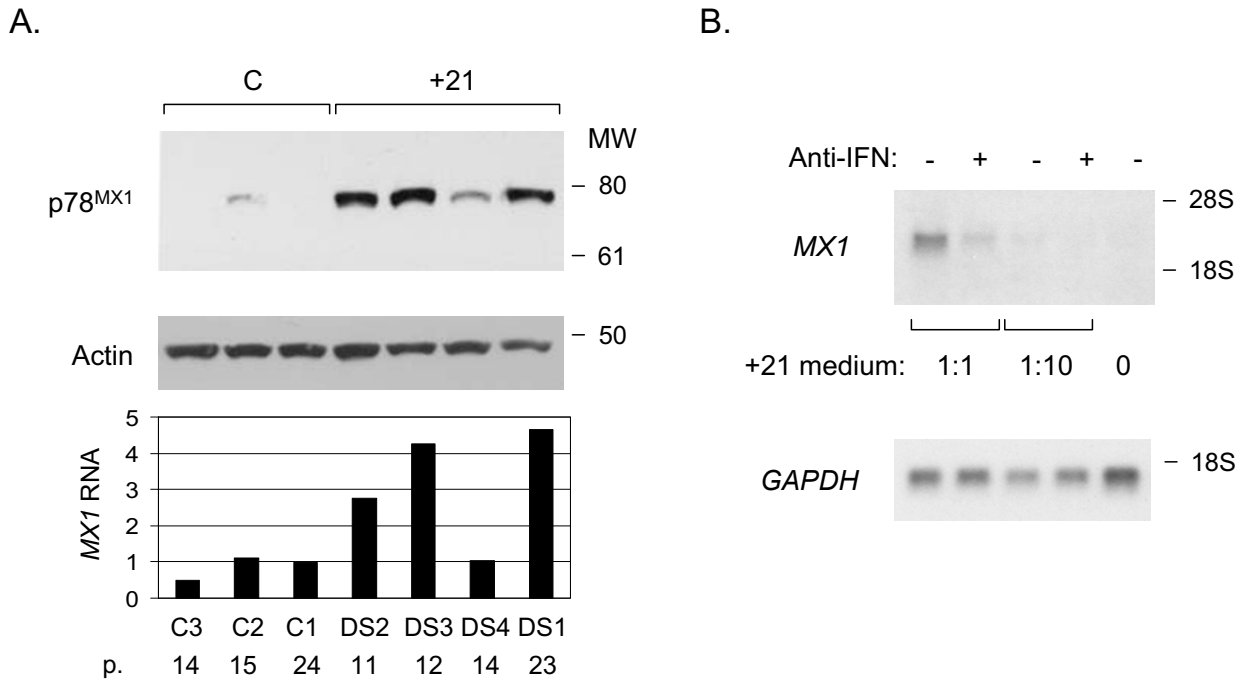 A.
C +21
MW
p78MX1
– 80
– 61
Actin
– 50
MX1 RNA
5
4
3
2
1
0
C3 C2 C1 DS2 DS3 DS4 DS1
p. 14 15 24 11 12 14 23
B.
Anti-IFN: - + - + -
MX1
– 28S
– 18S
+21 medium: 1:1 1:10 0
GAPDH
– 18S